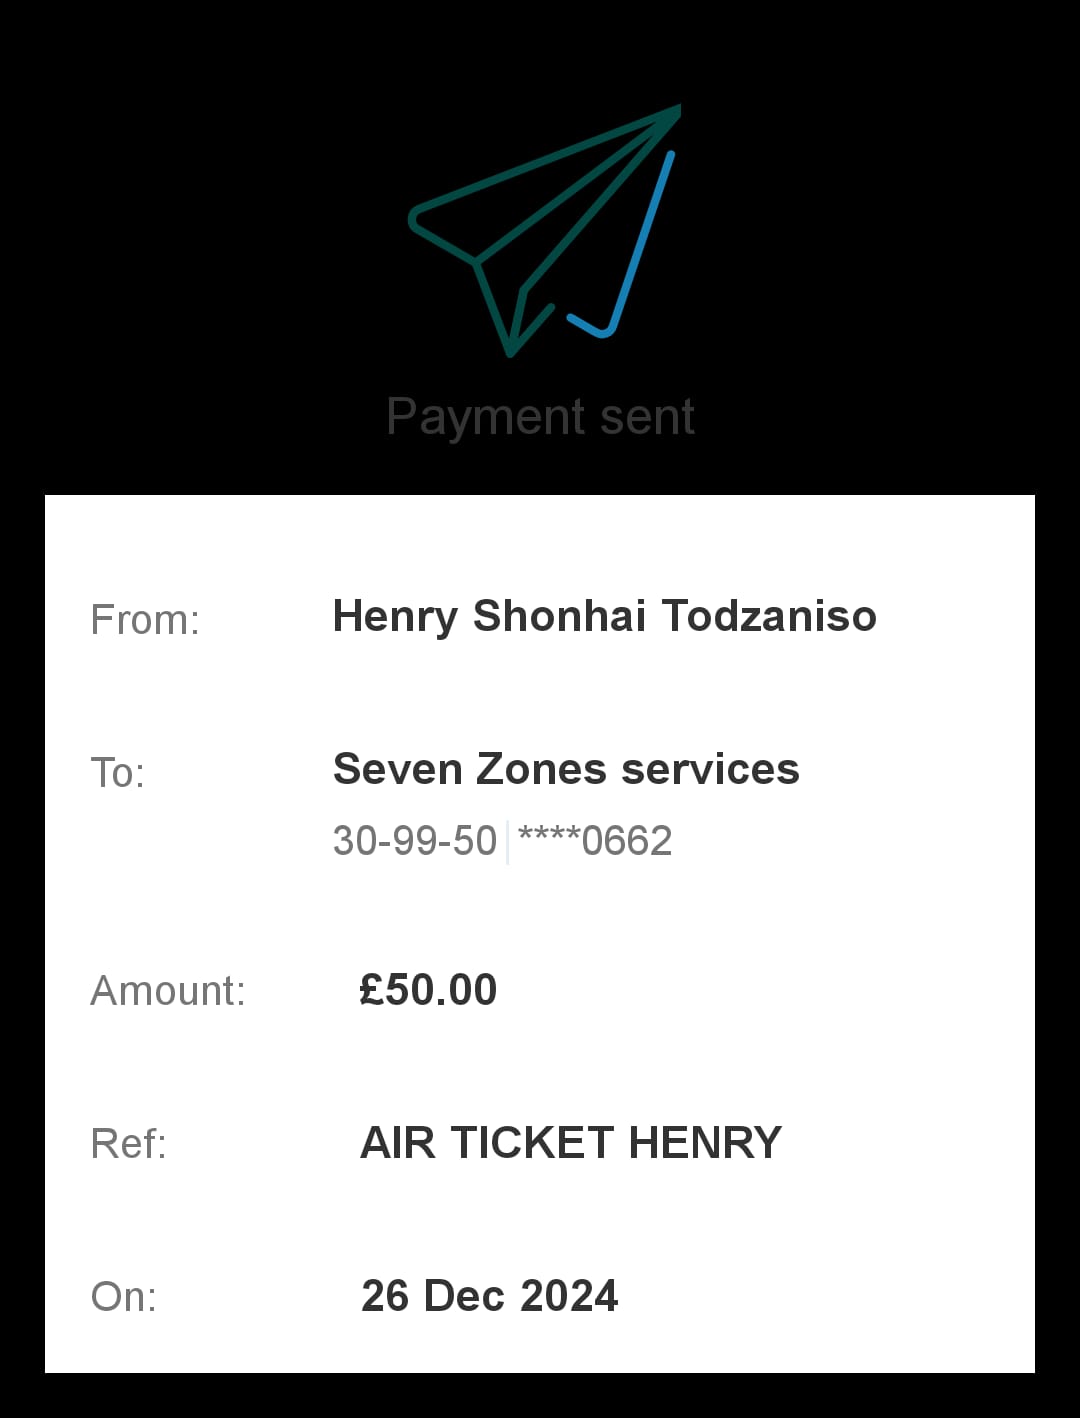 Payment sent
From: Henry Shonhai Todzaniso
To: Seven Zones services
30-99-50 ****0662
Amount: £50.00
Ref: AIR TICKET HENRY
On: 26 Dec 2024